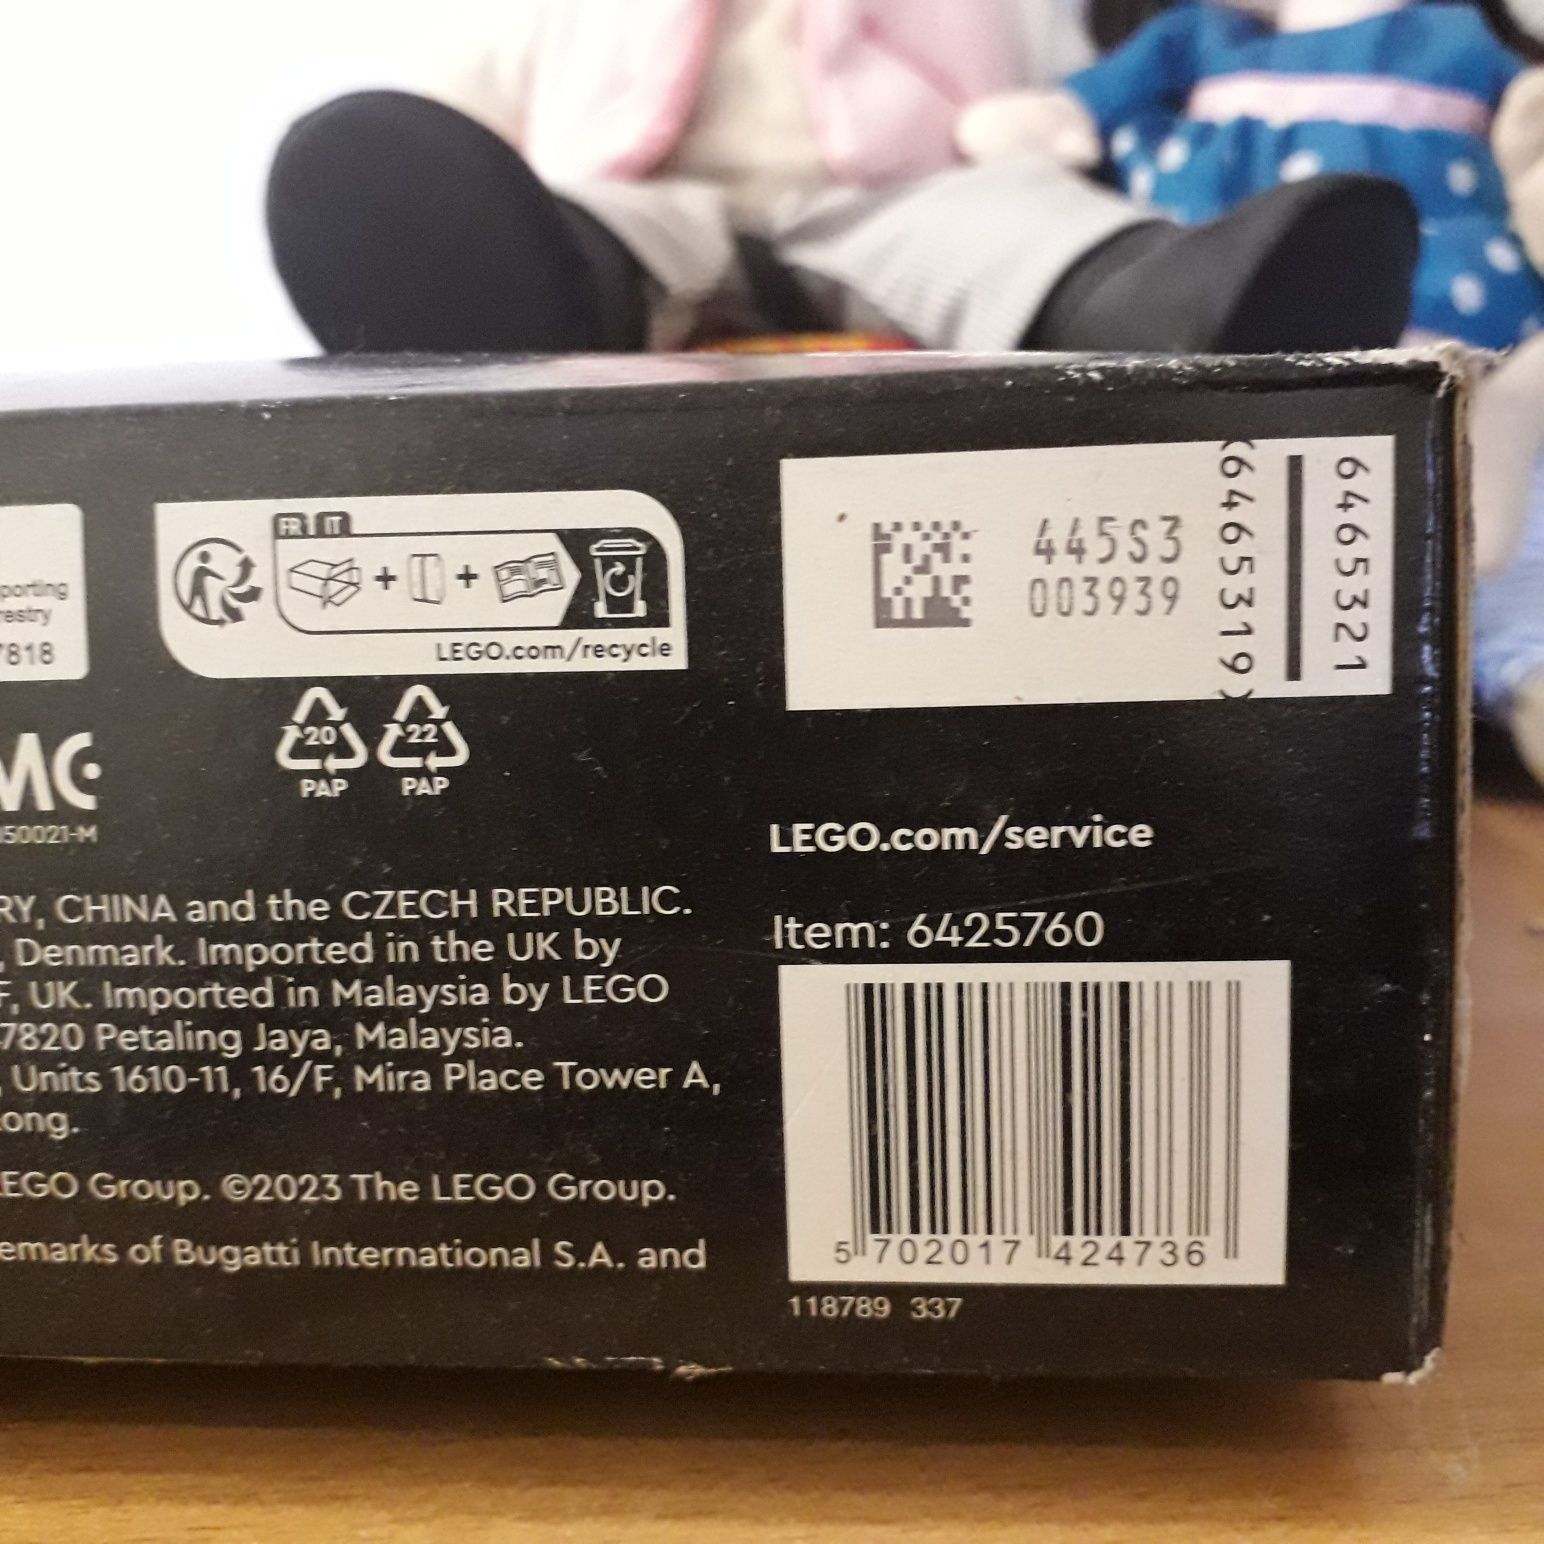 porting
restry
7818
FR IT
+ +
LEGO.com/recycle
20
PAP
22
PAP
50021-M
RY, CHINA and the CZECH REPUBLIC.
, Denmark. Imported in the UK by
F, UK. Imported in Malaysia by LEGO
47820 Petaling Jaya, Malaysia.
, Units 1610-11, 16/F, Mira Place Tower A,
ong.
LEGO Group. ©2023 The LEGO Group.
emarks of Bugatti International S.A. and
445S3
003939
(6465319)
6465321
LEGO.com/service
Item: 6425760
5 702017 424736
118789 337